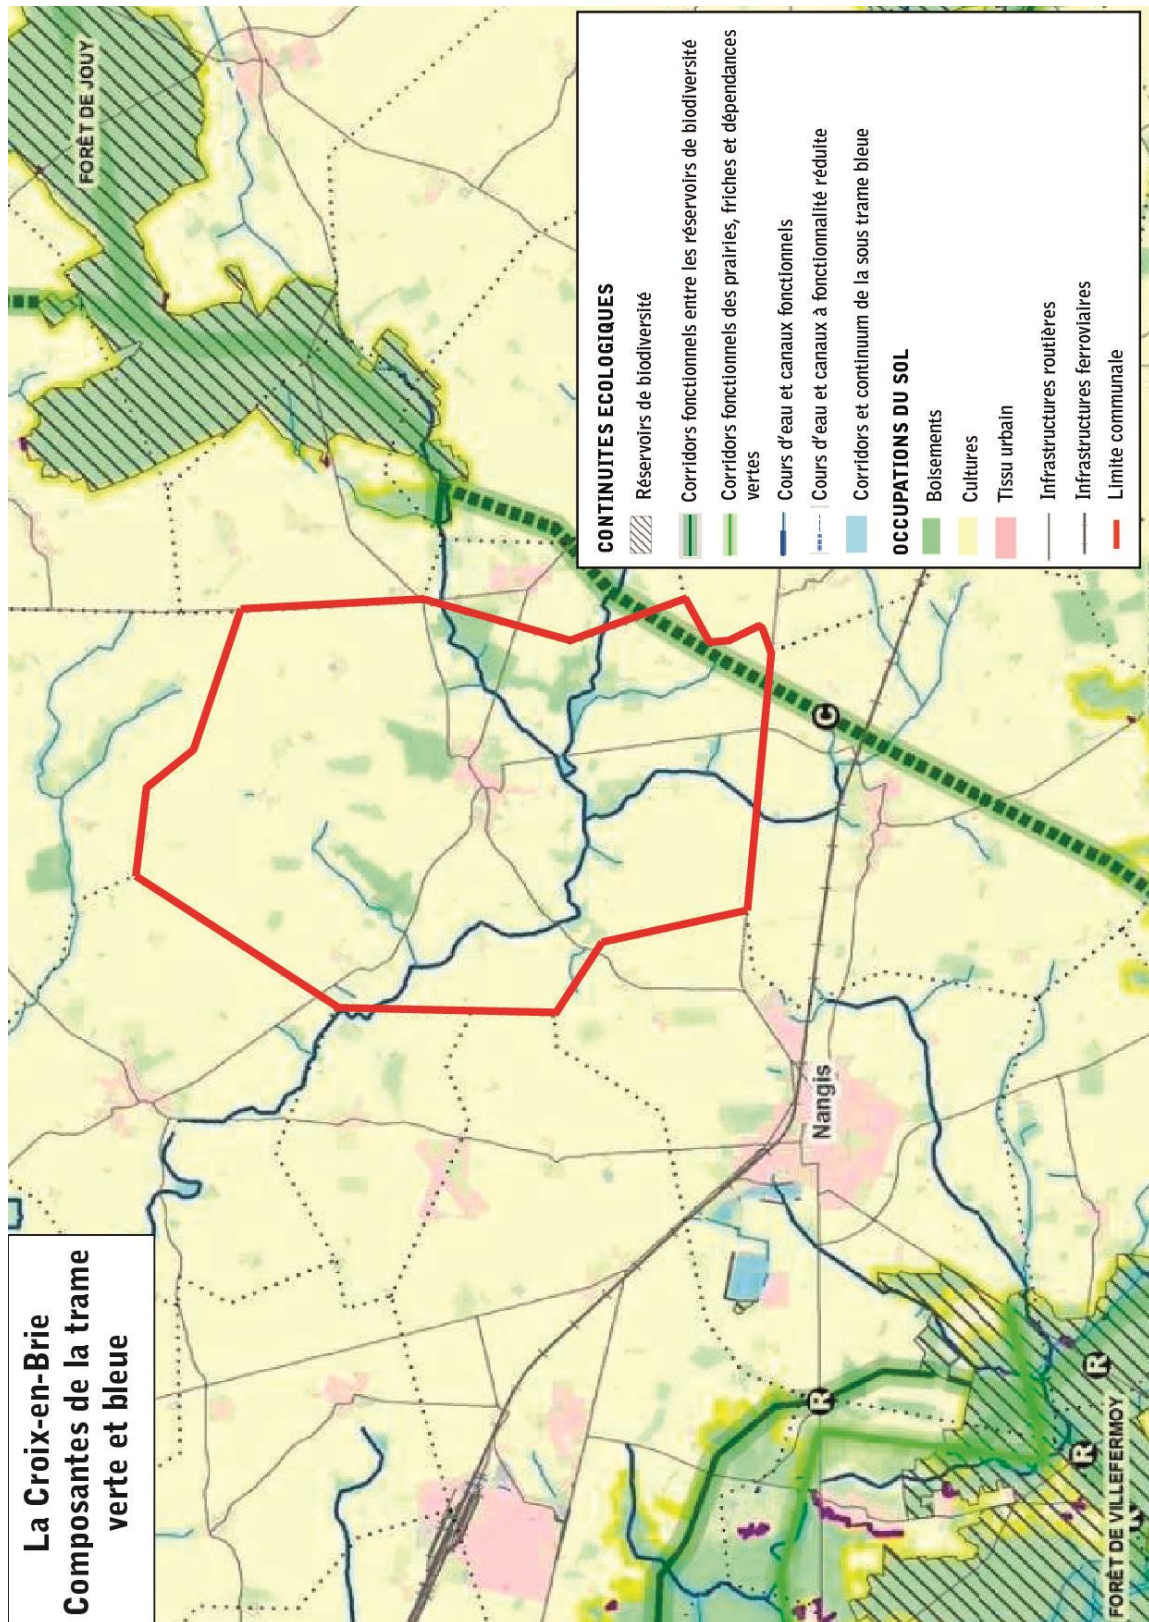 La Croix-en-Brie
Composantes de la trame
verte et bleue
FORÊT DE JOUY
Nangis
C
R
R
R
FORÊT DE VILLEFERMOY
CONTINUITES ECOLOGIQUES
Réservoirs de biodiversité
Corridors fonctionnels entre les réservoirs de biodiversité
Corridors fonctionnels des prairies, friches et dépendances
vertes
Cours d'eau et canaux fonctionnels
Cours d'eau et canaux à fonctionnalité réduite
Corridors et continuum de la sous trame bleue
OCCUPATIONS DU SOL
Boisements
Cultures
Tissu urbain
Infrastructures routières
Infrastructures ferroviaires
Limite communale